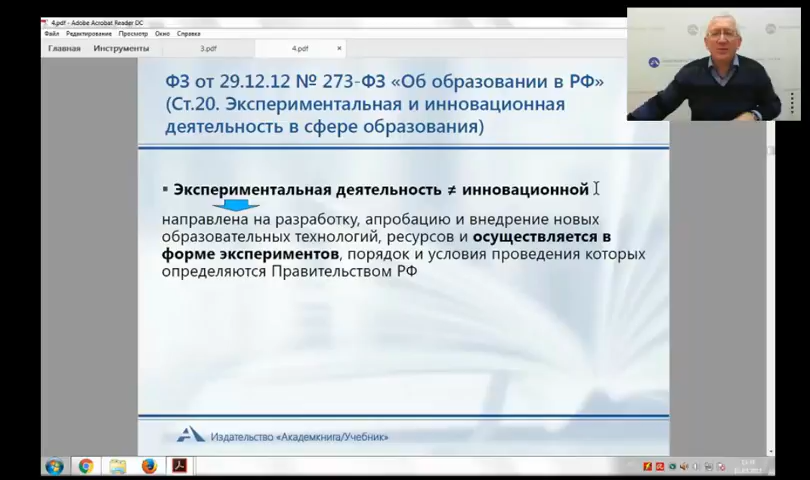 4.pdf - Adobe Acrobat Reader DC
Файл Редактирование Просмотр Окно Справка
Главная Инструменты 3.pdf 4.pdf ×
ФЗ от 29.12.12 № 273-ФЗ «Об образовании в РФ»
(Ст.20. Экспериментальная и инновационная
деятельность в сфере образования)
Экспериментальная деятельность ≠ инновационной
направлена на разработку, апробацию и внедрение новых
образовательных технологий, ресурсов и осуществляется в
форме экспериментов, порядок и условия проведения которых
определяются Правительством РФ
Издательство «Академкнига/Учебник»